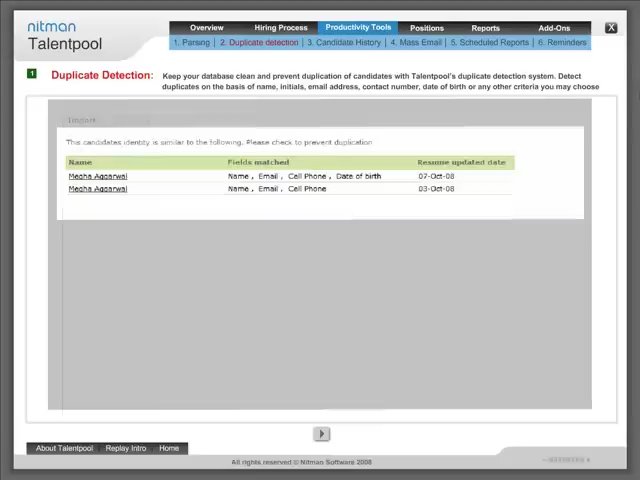 nitman
Talentpool
Overview Hiring Process Productivity Tools Positions Reports Add-Ons X
1. Parsing | 2. Duplicate detection | 3. Candidate History | 4. Mass Email | 5. Scheduled Reports | 6. Reminders
1 Duplicate Detection: Keep your database clean and prevent duplication of candidates with Talentpool's duplicate detection system. Detect
duplicates on the basis of name, initials, email address, contact number, date of birth or any other criteria you may choose
Import
This candidates identity is similar to the following. Please check to prevent duplication
Name Fields matched Resume updated date
Megha Aggarwal Name , Email , Cell Phone , Date of birth 07-Oct-08
Megha Aggarwal Name , Email , Cell Phone 03-Oct-08
About Talentpool Replay Intro Home
All rights reserved © Nitman Software 2008